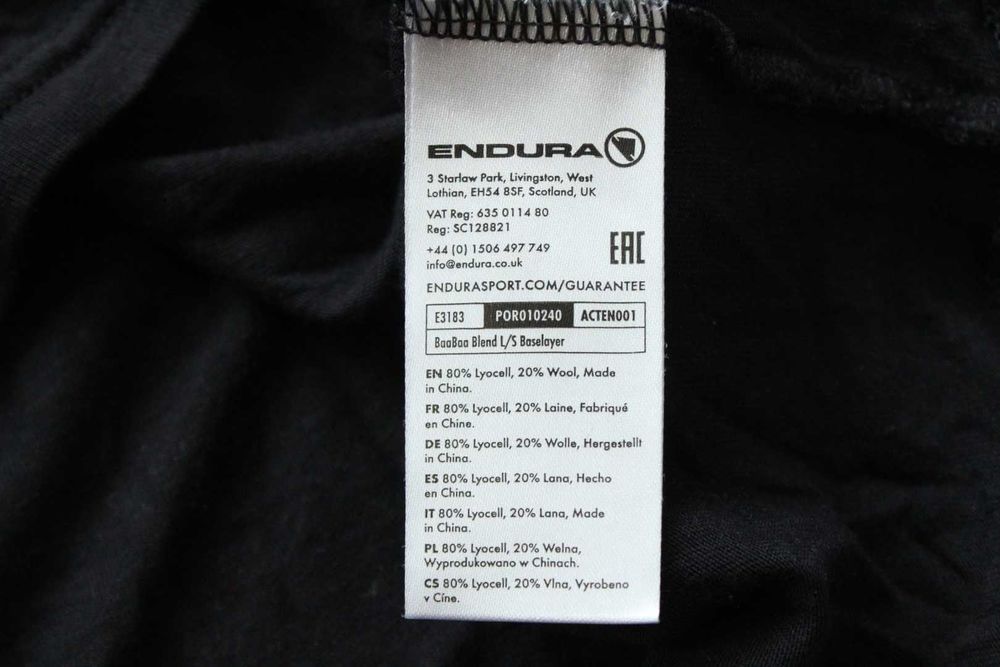 ENDURA
3 Starlaw Park, Livingston, West
Lothian, EH54 8SF, Scotland, UK
VAT Reg: 635 0114 80
Reg: SC128821
+44 (0) 1506 497 749
info@endura.co.uk
EAC
ENDURASPORT.COM/GUARANTEE
E3183 POR010240 ACTEN001
BaaBaa Blend L/S Baselayer
EN 80% Lyocell, 20% Wool, Made
in China.
FR 80% Lyocell, 20% Laine, Fabriqué
en Chine.
DE 80% Lyocell, 20% Wolle, Hergestellt
in China.
ES 80% Lyocell, 20% Lana, Hecho
en China.
IT 80% Lyocell, 20% Lana, Made
in China.
PL 80% Lyocell, 20% Welna,
Wyprodukowano w Chinach.
CS 80% Lyocell, 20% Vlna, Vyrobeno
v Cíne.